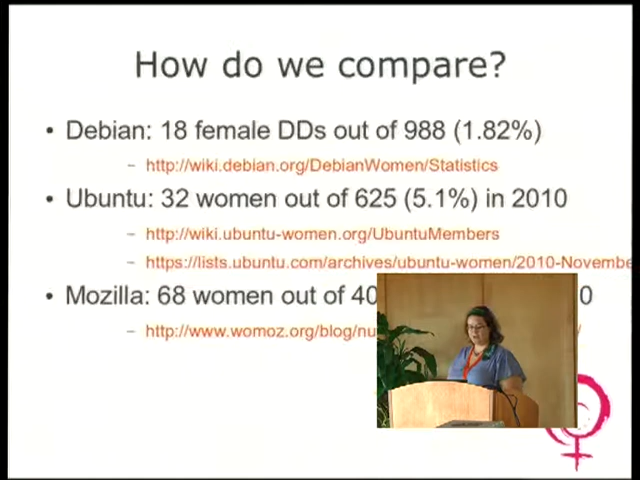 How do we compare?
• Debian: 18 female DDs out of 988 (1.82%)
– http://wiki.debian.org/DebianWomen/Statistics
• Ubuntu: 32 women out of 625 (5.1%) in 2010
– http://wiki.ubuntu-women.org/UbuntuMembers
– https://lists.ubuntu.com/archives/ubuntu-women/2010-Novembe
• Mozilla: 68 women out of 40 0
– http://www.womoz.org/blog/nu /